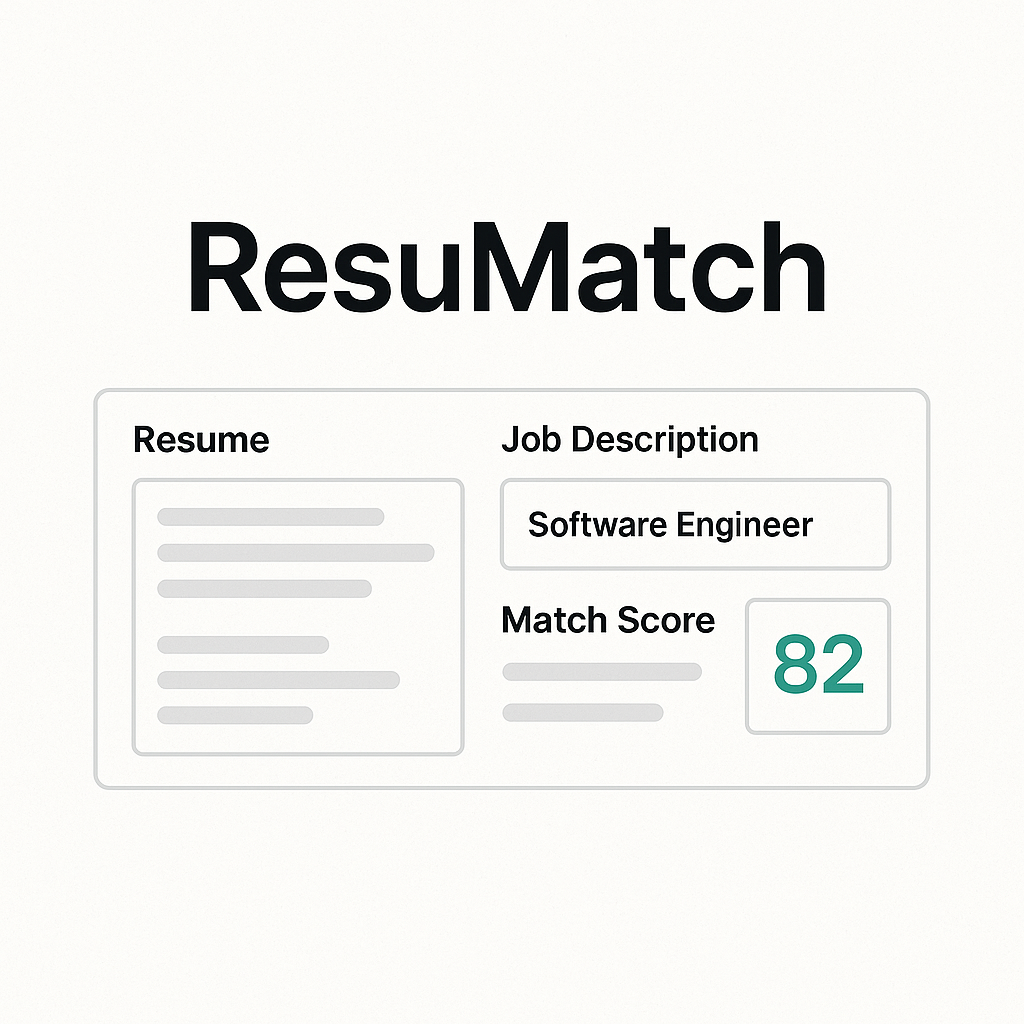 ResuMatch
Resume
Job Description
Software Engineer
Match Score
82